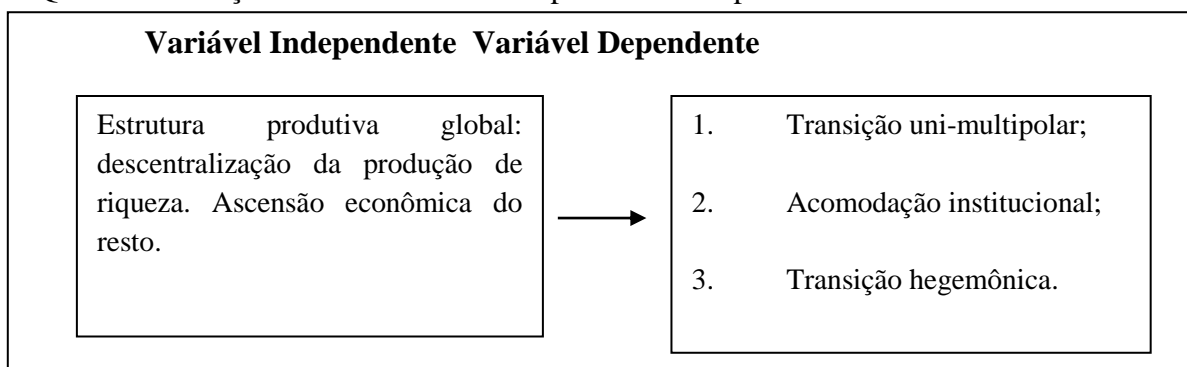 Variável Independente Variável Dependente
Estrutura produtiva global:
descentralização da produção de
riqueza. Ascensão econômica do
resto.
1. Transição uni-multipolar;
2. Acomodação institucional;
3. Transição hegemônica.